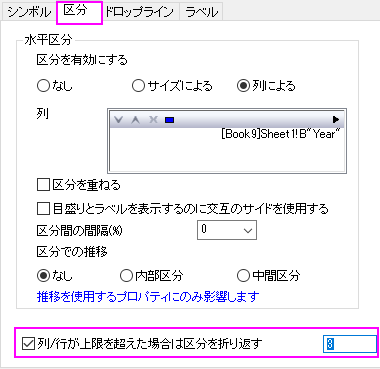 シンボル 区分 ドロップライン ラベル
水平区分
区分を有効にする
なし サイズによる 列による
列
[Book9]Sheet1!B"Year"
区分を重ねる
目盛りとラベルを表示するのに交互のサイドを使用する
区分間の間隔(%) 0
区分での推移
なし 内部区分 中間区分
推移を使用するプロパティにのみ影響します
列/行が上限を超えた場合は区分を折り返す 3